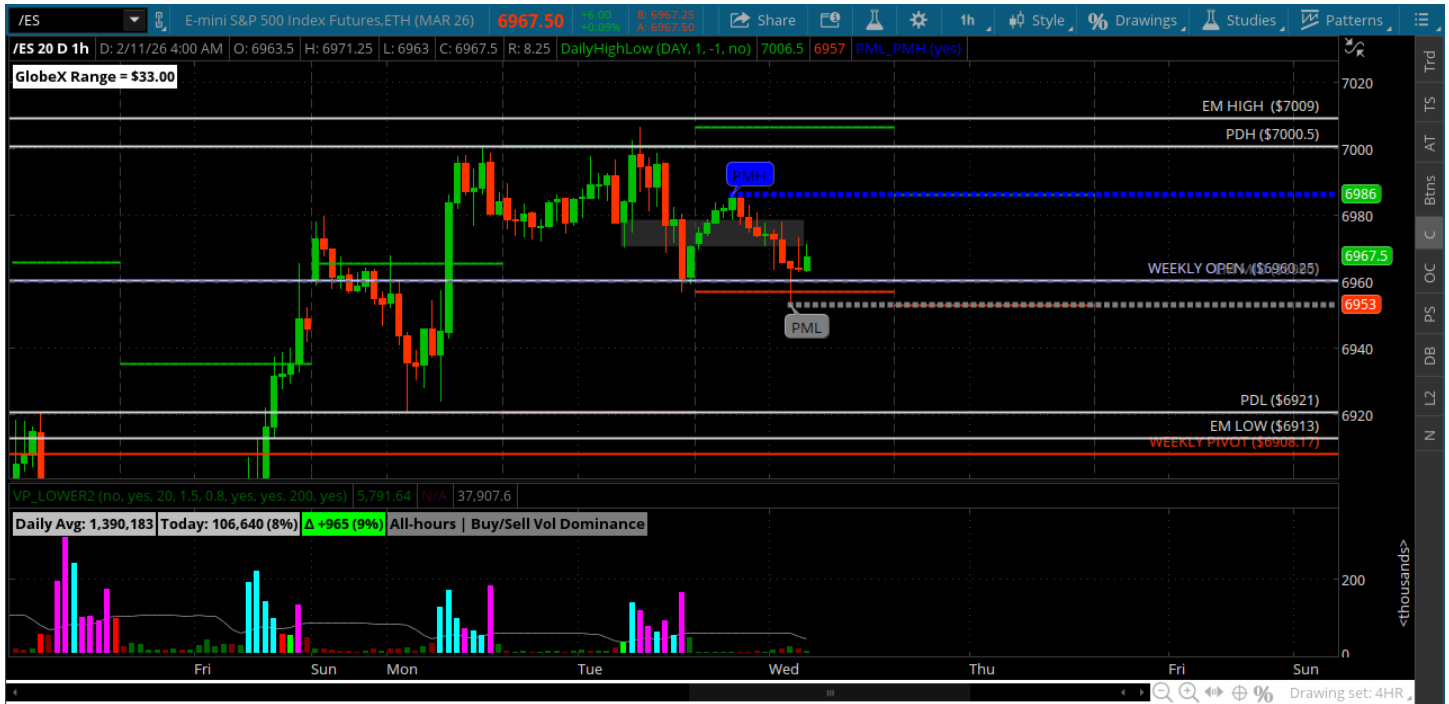 /ES E-mini S&P 500 Index Futures,ETH (MAR 26) 6967.50 +6.00 +0.09% B: 6967.25 A: 6967.50 Share 1h Style % Drawings Studies Patterns
/ES 20 D 1h D: 2/11/26 4:00 AM O: 6963.5 H: 6971.25 L: 6963 C: 6967.5 R: 8.25 DailyHighLow (DAY, 1, -1, no) 7006.5 6957 PML_PMH (yes)
GlobeX Range = $33.00
7020
EM HIGH ($7009)
PDH ($7000.5)
7000
PMH
6986
6980
6967.5
WEEKLY OPEN ($6960.25)
6960
6953
PML
6940
PDL ($6921)
6920
EM LOW ($6913)
WEEKLY PIVOT ($6908.17)
VP_LOWER2 (no, yes, 20, 1.5, 0.8, yes, yes, 200, yes) 5,791.64 N/A 37,907.6
Daily Avg: 1,390,183 Today: 106,640 (8%) Δ +965 (9%) All-hours | Buy/Sell Vol Dominance
200
0
<thousands>
Fri Sun Mon Tue Wed Thu Fri Sun
Drawing set: 4HR
Trd
TS
AT
Btns
C
OC
PS
DB
L2
N